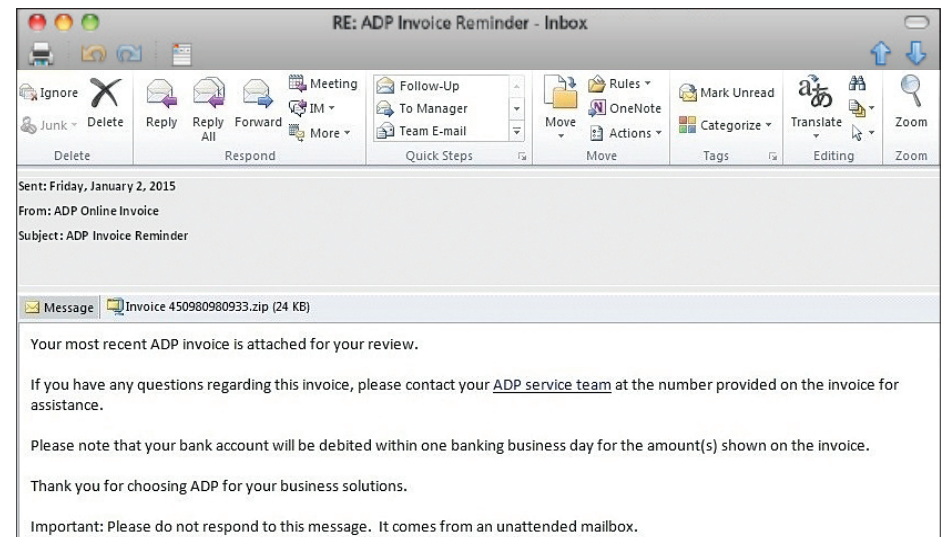 RE: ADP Invoice Reminder - Inbox
Ignore
Junk
Delete
Reply
Reply All
Forward
Meeting
IM
More
Follow-Up
To Manager
Team E-mail
Move
Rules
OneNote
Actions
Mark Unread
Categorize
Translate
Zoom
Delete
Respond
Quick Steps
Move
Tags
Editing
Zoom
Sent: Friday, January 2, 2015
From: ADP Online Invoice
Subject: ADP Invoice Reminder
Message
Invoice 450980980933.zip (24 KB)
Your most recent ADP invoice is attached for your review.
If you have any questions regarding this invoice, please contact your ADP service team at the number provided on the invoice for
assistance.
Please note that your bank account will be debited within one banking business day for the amount(s) shown on the invoice.
Thank you for choosing ADP for your business solutions.
Important: Please do not respond to this message. It comes from an unattended mailbox.